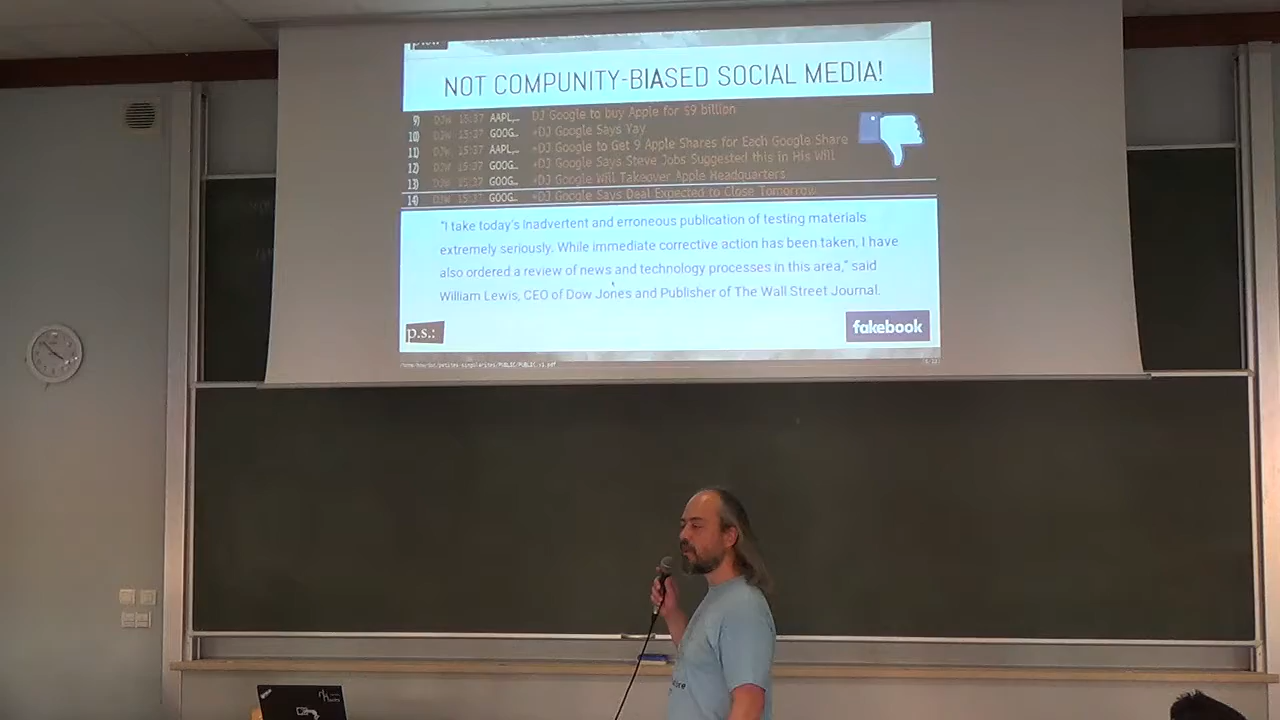 p.s.:
NOT COMPUNITY-BIASED SOCIAL MEDIA!
9) DJW 15:37 AAPL,… DJ Google to buy Apple for $9 billion
10) DJW 15:37 GOOG… +DJ Google Says Yay
11) DJW 15:37 AAPL,… +DJ Google to Get 9 Apple Shares for Each Google Share
12) DJW 15:37 GOOG… +DJ Google Says Steve Jobs Suggested this in His Will
13) DJW 15:37 GOOG… +DJ Google Will Takeover Apple Headquarters
14) DJW 15:37 GOOG… +DJ Google Says Deal Expected to Close Tomorrow
"I take today's inadvertent and erroneous publication of testing materials
extremely seriously. While immediate corrective action has been taken, I have
also ordered a review of news and technology processes in this area," said
William Lewis, CEO of Dow Jones and Publisher of The Wall Street Journal.
p.s.:
fakebook